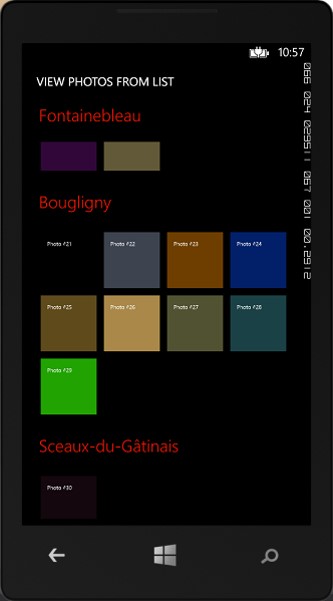 10:57
VIEW PHOTOS FROM LIST
Fontainebleau
Bougligny
Photo #21
Photo #22
Photo #23
Photo #24
Photo #25
Photo #26
Photo #27
Photo #28
Photo #29
Sceaux-du-Gâtinais
Photo #30